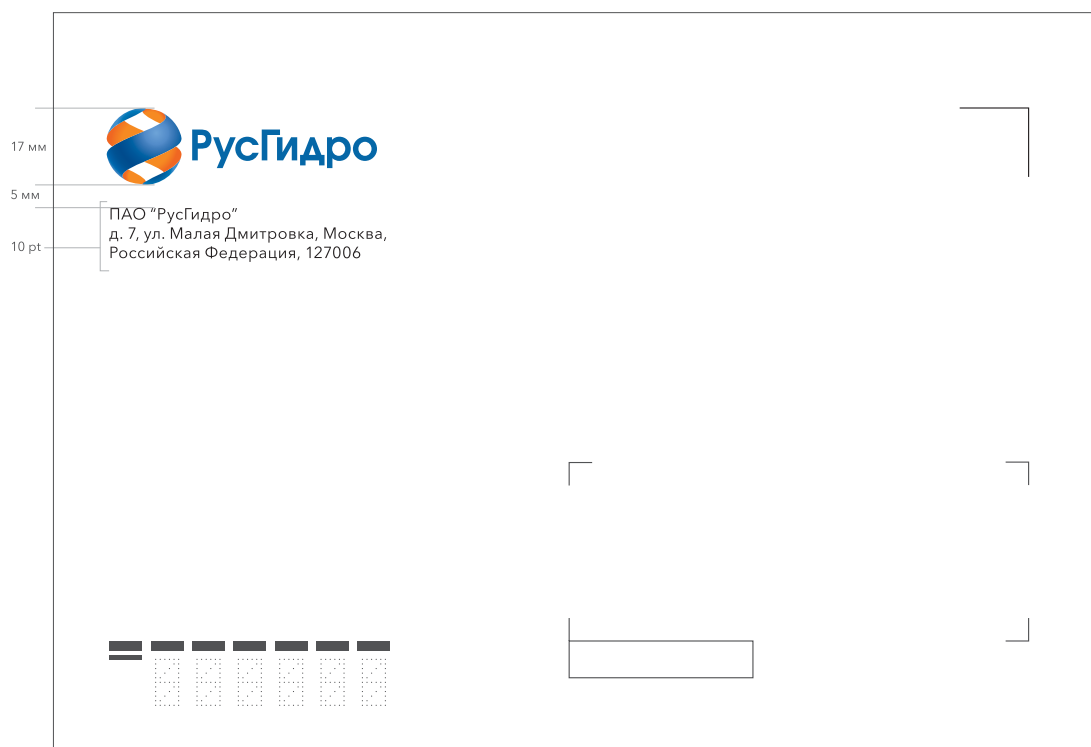 17 мм
РусГидро
5 мм
ПАО "РусГидро"
д. 7, ул. Малая Дмитровка, Москва,
10 pt
Российская Федерация, 127006